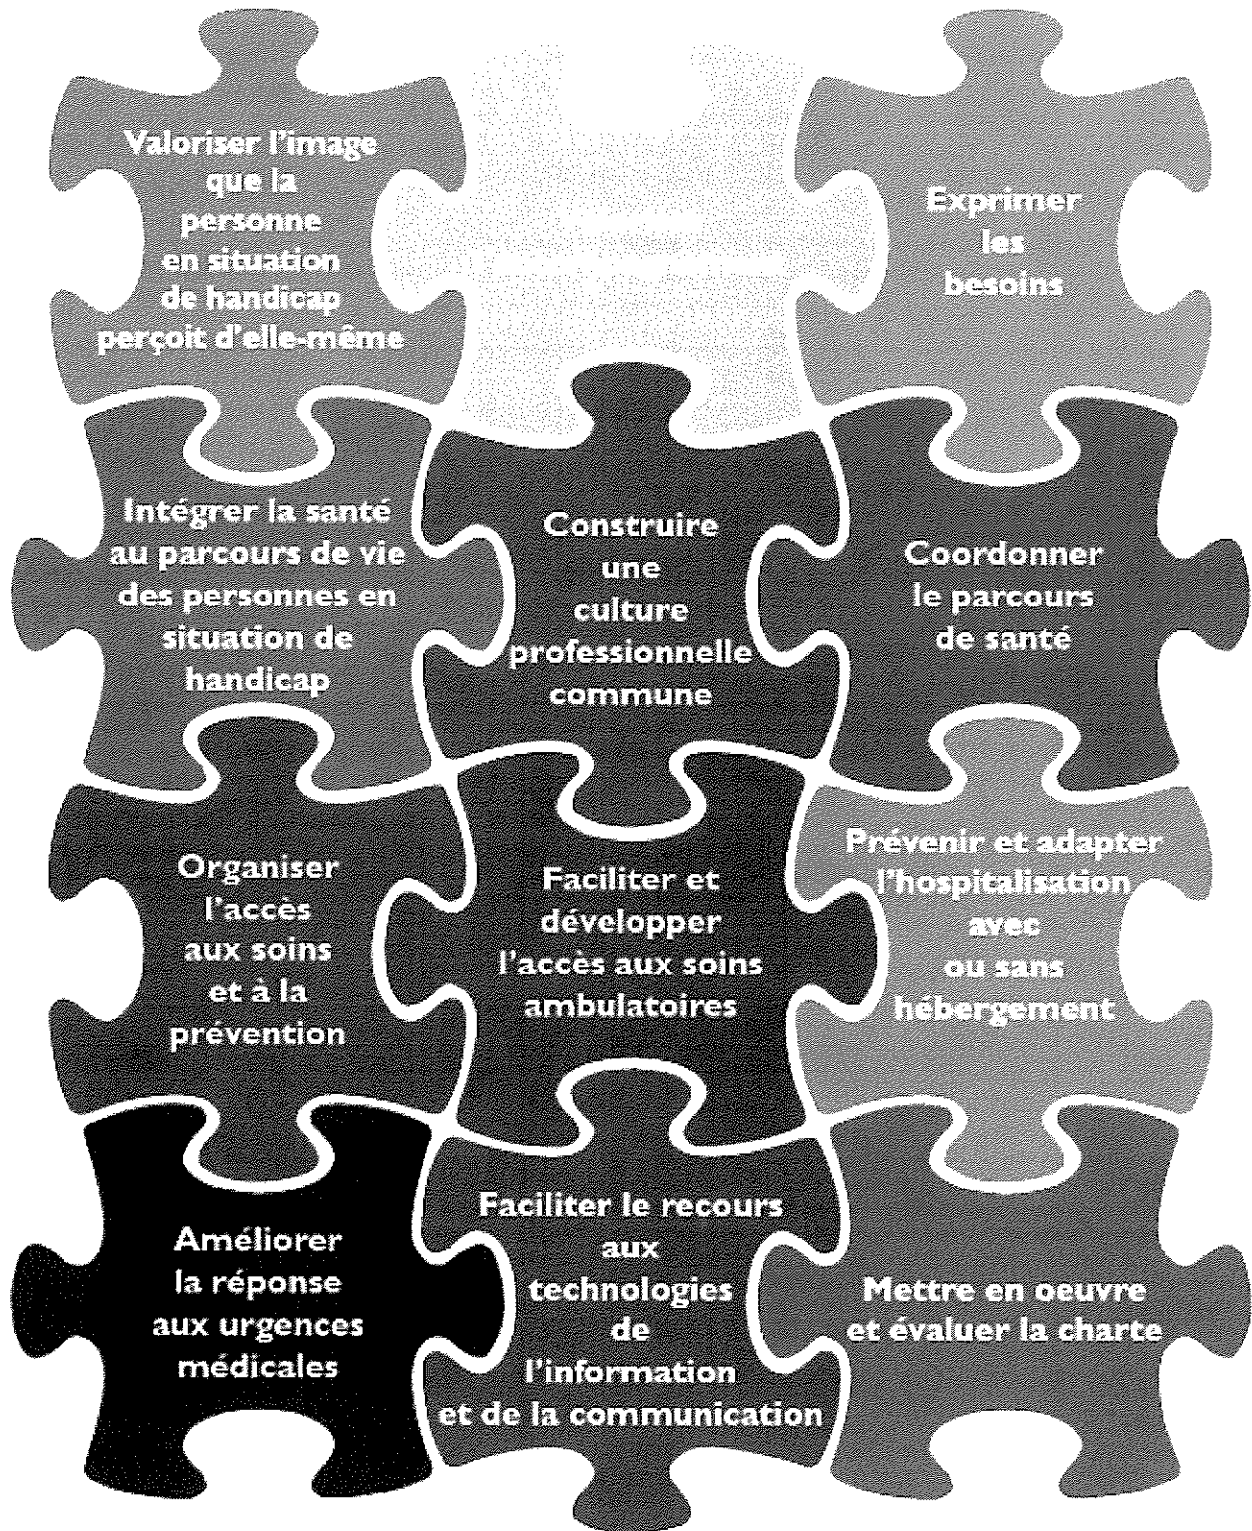 Valoriser l'image
que la
personne
en situation
de handicap
perçoit d'elle-même
Exprimer
les
besoins
Intégrer la santé
au parcours de vie
des personnes en
situation de
handicap
Construire
une
culture
professionnelle
commune
Coordonner
le parcours
de santé
Organiser
l'accès
aux soins
et à la
prévention
Faciliter et
développer
l'accès aux soins
ambulatoires
Prévenir et adapter
l'hospitalisation
avec
ou sans
hébergement
Améliorer
la réponse
aux urgences
médicales
Faciliter le recours
aux
technologies
de
l'information
et de la communication
Mettre en oeuvre
et évaluer la charte